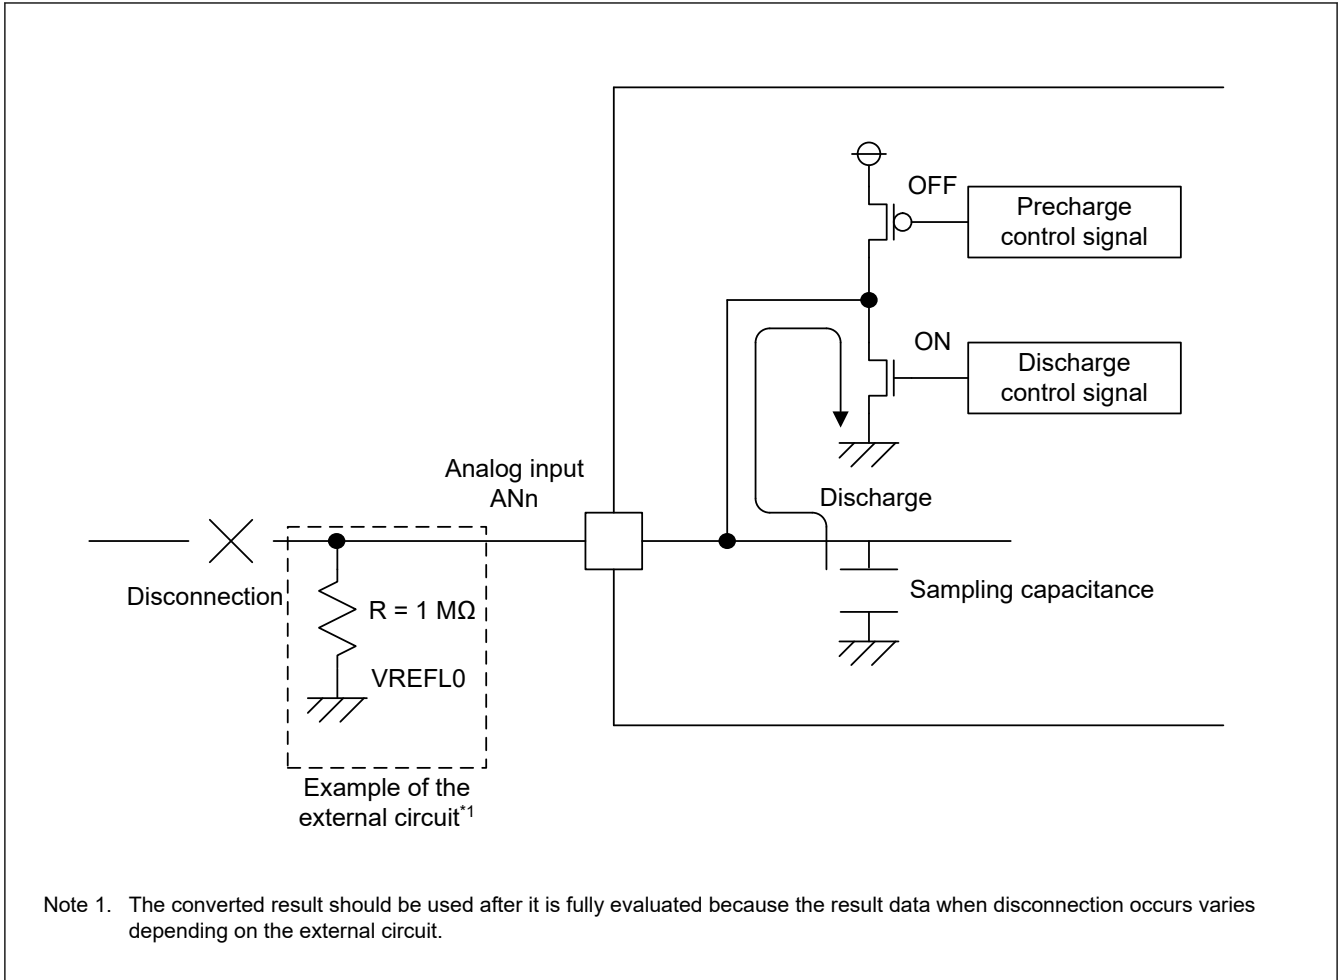 OFF
Precharge
control signal
ON
Discharge
control signal
Analog input
ANn
Discharge
Disconnection
R = 1 MΩ
Sampling capacitance
VREFL0
Example of the
external circuit*1
Note 1. The converted result should be used after it is fully evaluated because the result data when disconnection occurs varies
depending on the external circuit.